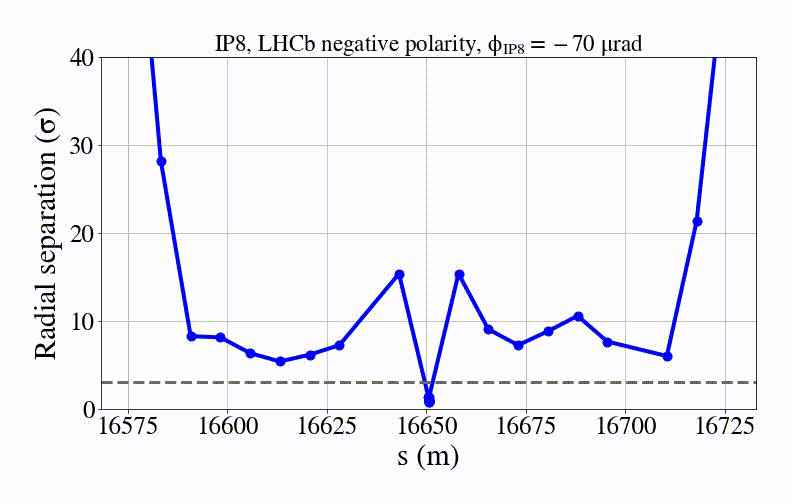 IP8, LHCb negative polarity, ϕIP8 = −70 μrad
40
30
20
10
0
Radial separation (σ)
16575 16600 16625 16650 16675 16700 16725
s (m)